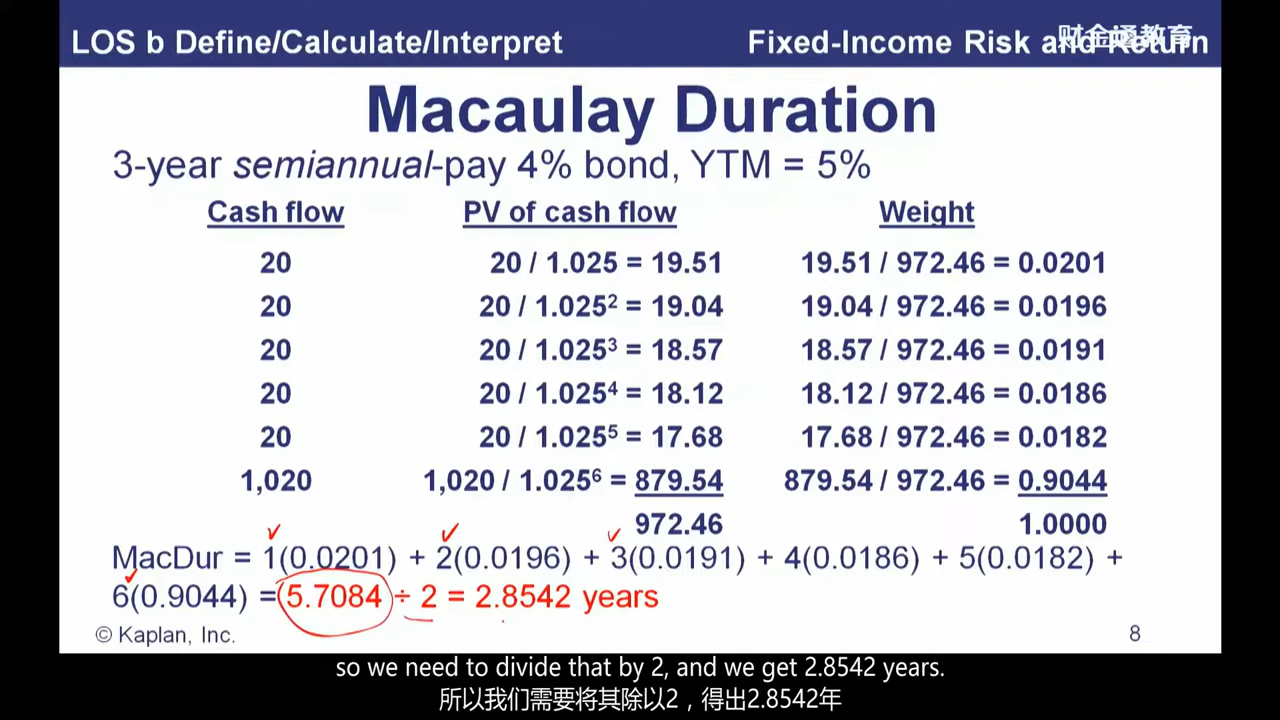 LOS b Define/Calculate/Interpret Fixed-Income Risk and Return
财金通教育
Macaulay Duration
3-year semiannual-pay 4% bond, YTM = 5%
Cash flow PV of cash flow Weight
20 20 / 1.025 = 19.51 19.51 / 972.46 = 0.0201
20 20 / 1.025² = 19.04 19.04 / 972.46 = 0.0196
20 20 / 1.025³ = 18.57 18.57 / 972.46 = 0.0191
20 20 / 1.025⁴ = 18.12 18.12 / 972.46 = 0.0186
20 20 / 1.025⁵ = 17.68 17.68 / 972.46 = 0.0182
1,020 1,020 / 1.025⁶ = 879.54 879.54 / 972.46 = 0.9044
972.46 1.0000
MacDur = 1(0.0201) + 2(0.0196) + 3(0.0191) + 4(0.0186) + 5(0.0182) +
6(0.9044) = 5.7084 ÷ 2 = 2.8542 years
© Kaplan, Inc. 8
so we need to divide that by 2, and we get 2.8542 years.
所以我们需要将其除以2，得出2.8542年